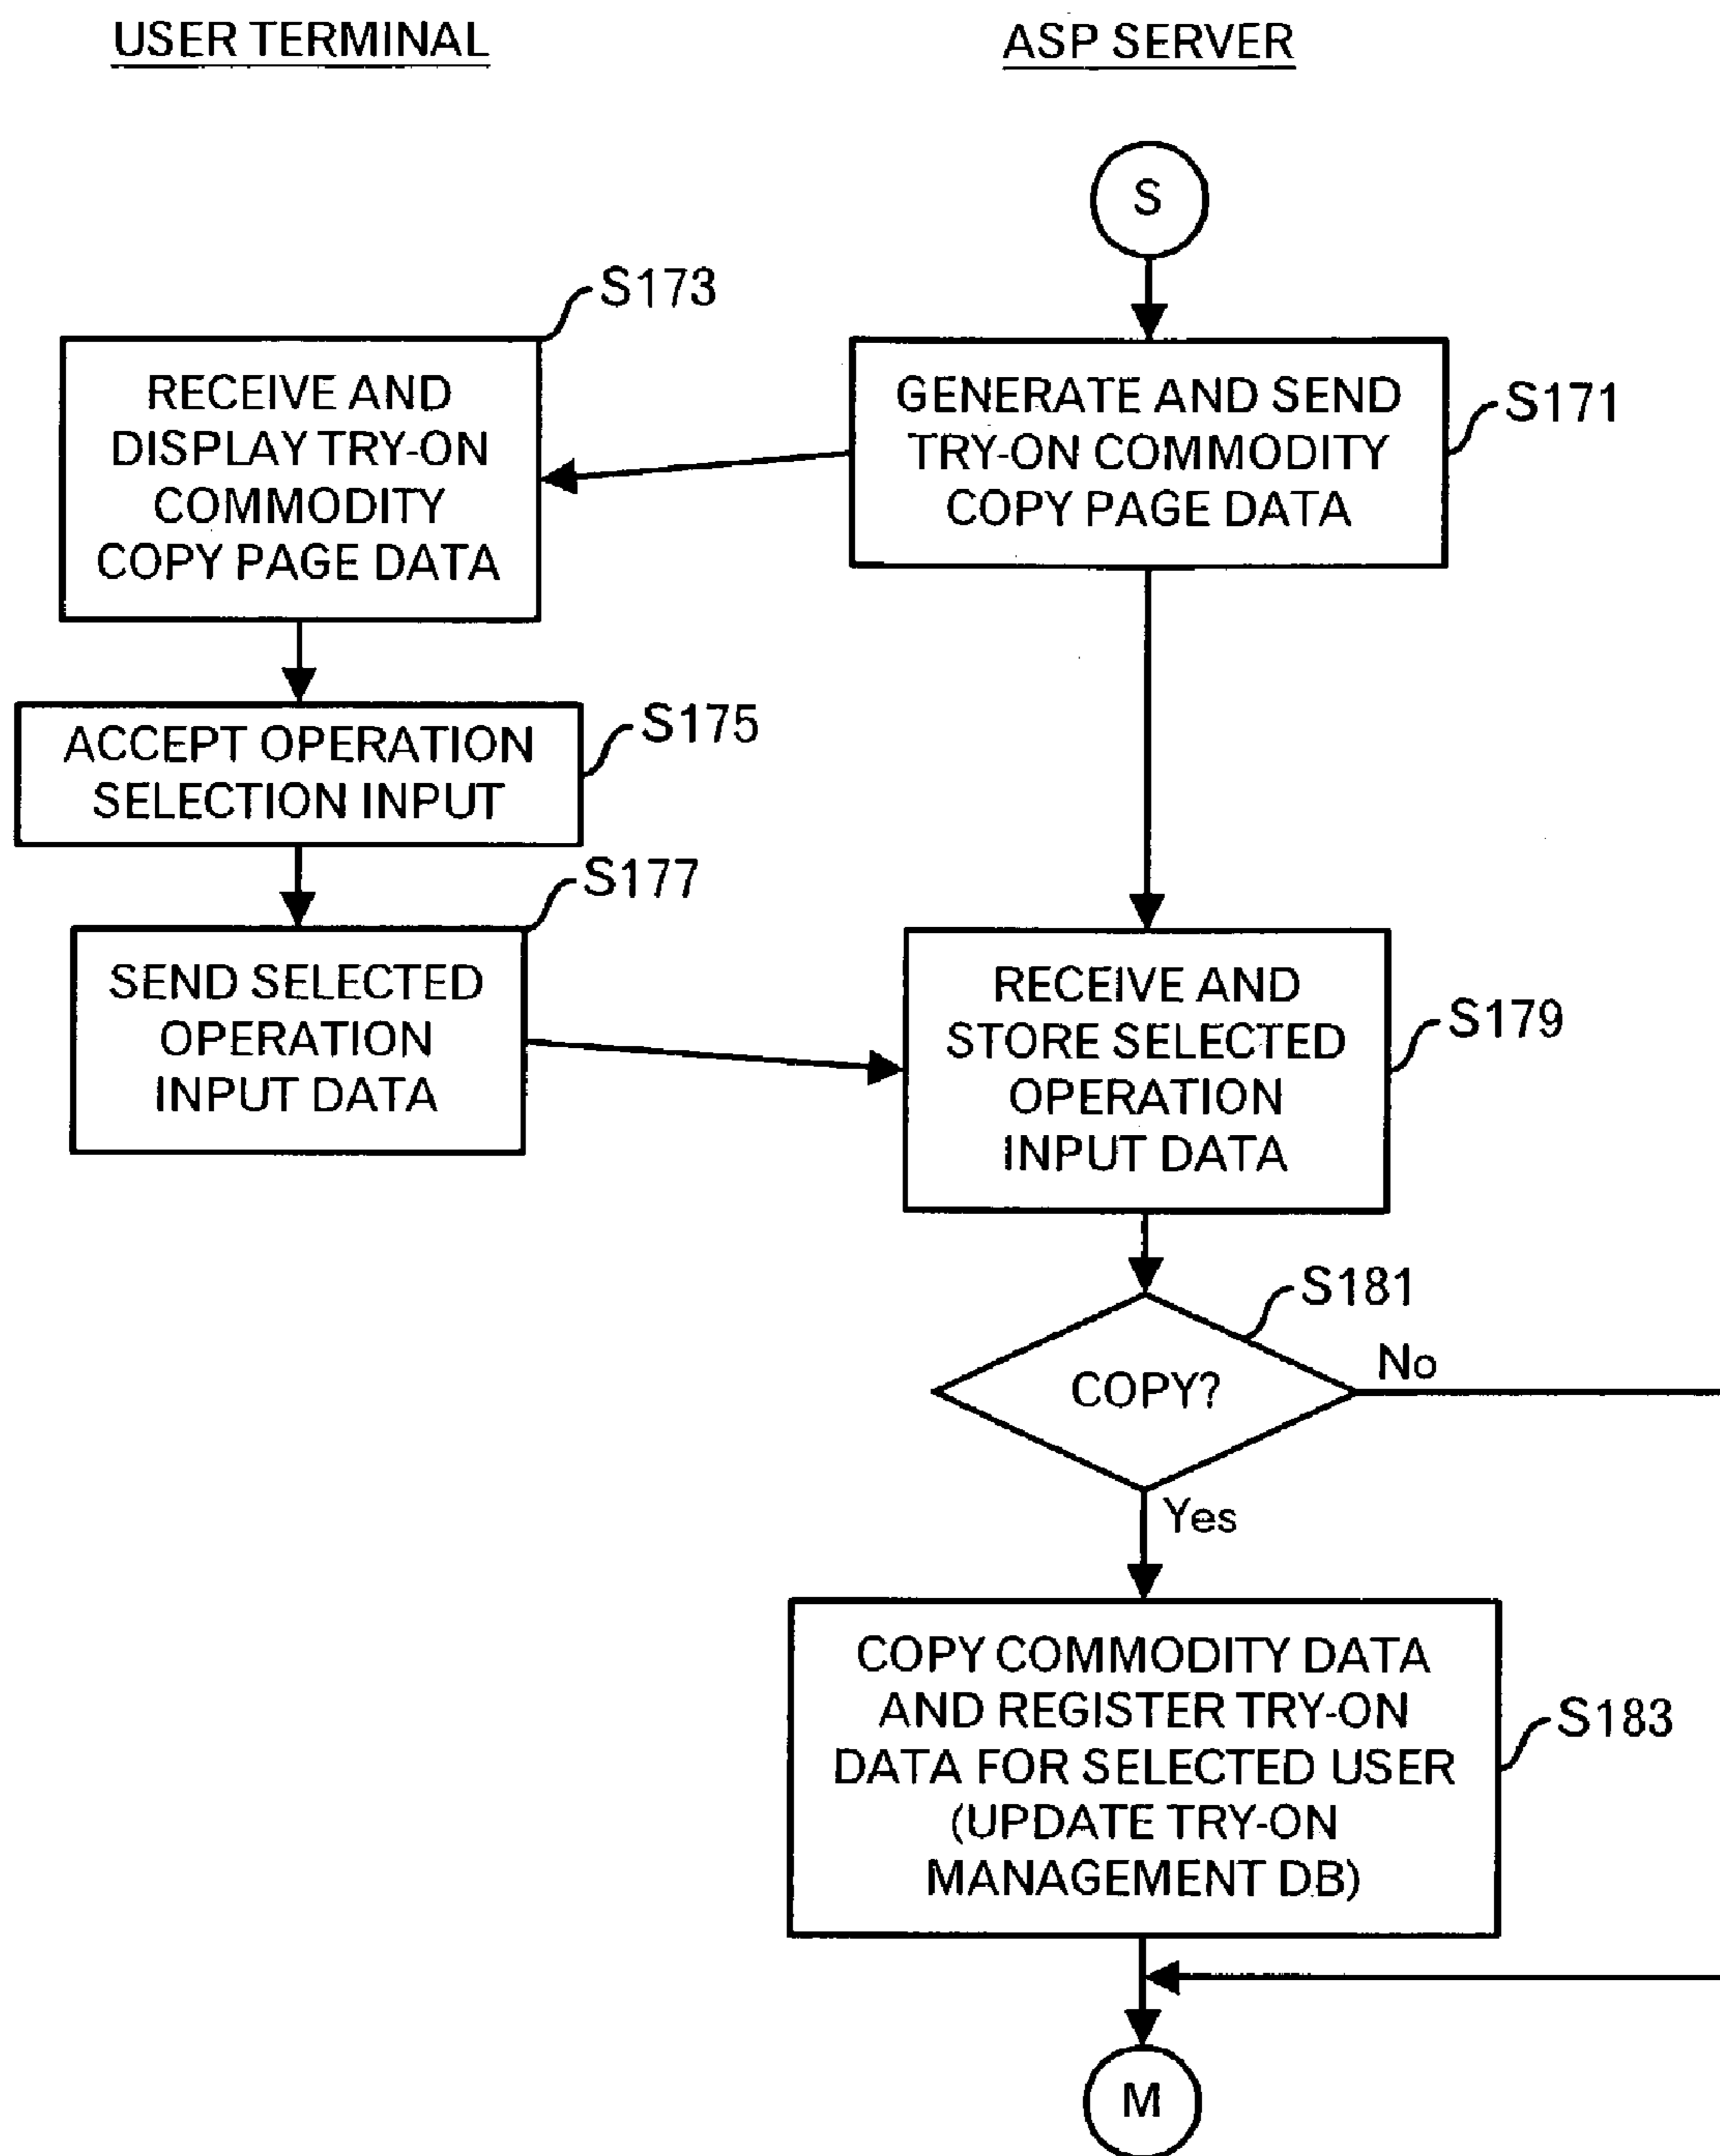 USER TERMINAL
ASP SERVER
S
S173
RECEIVE AND
DISPLAY TRY-ON
COMMODITY
COPY PAGE DATA
GENERATE AND SEND
TRY-ON COMMODITY
COPY PAGE DATA
S171
S175
ACCEPT OPERATION
SELECTION INPUT
S177
SEND SELECTED
OPERATION
INPUT DATA
RECEIVE AND
STORE SELECTED
OPERATION
INPUT DATA
S179
S181
COPY?
No
Yes
COPY COMMODITY DATA
AND REGISTER TRY-ON
DATA FOR SELECTED USER
(UPDATE TRY-ON
MANAGEMENT DB)
S183
M